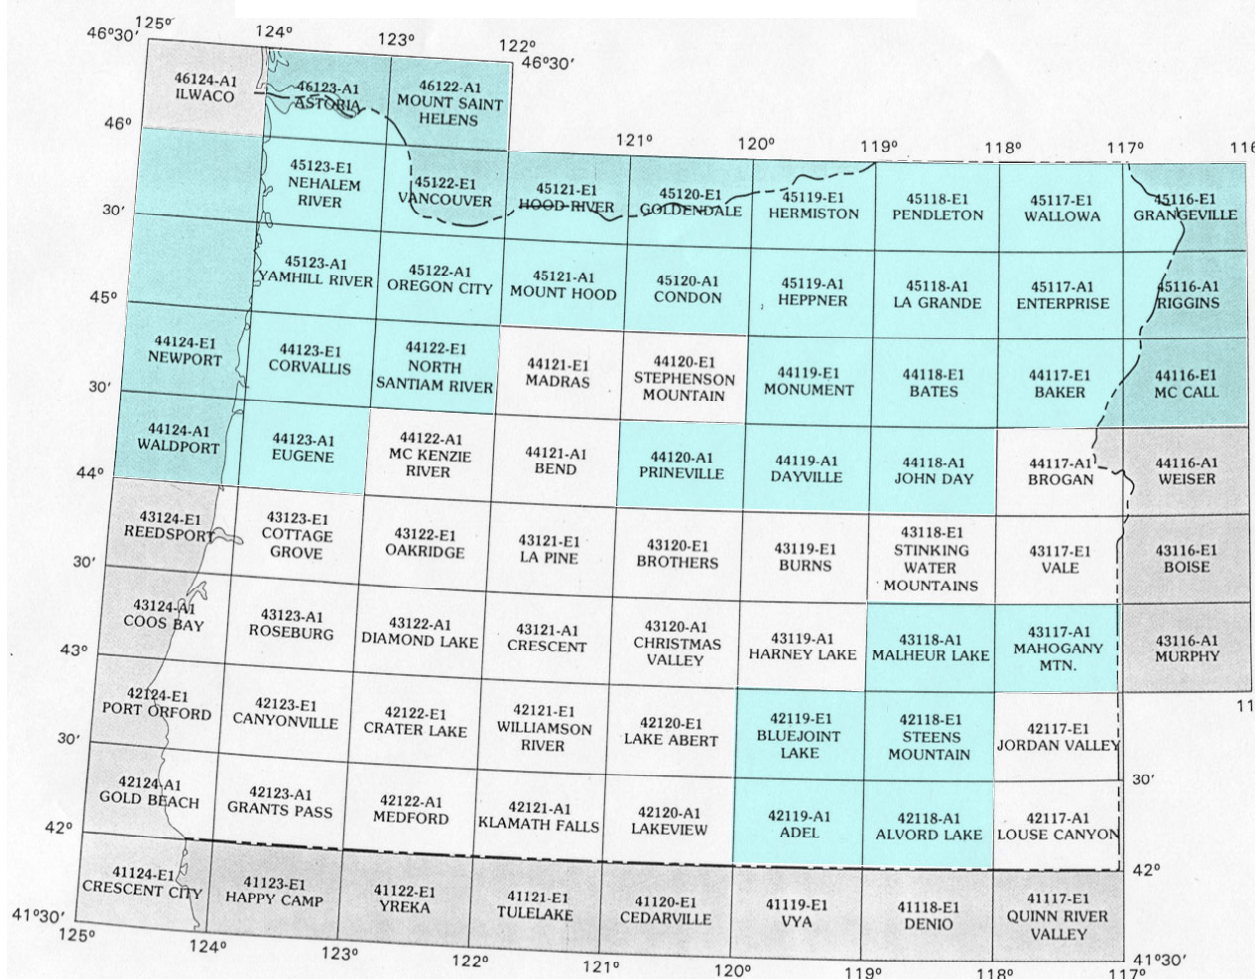 125°
46°30′
124°
123°
122°
46°30′
46124-A1
ILWACO
46123-A1
ASTORIA
46122-A1
MOUNT SAINT
HELENS
46°
121°
120°
119°
118°
117°
116
45123-E1
NEHALEM
RIVER
45122-E1
VANCOUVER
45121-E1
HOOD RIVER
45120-E1
GOLDENDALE
45119-E1
HERMISTON
45118-E1
PENDLETON
45117-E1
WALLOWA
45116-E1
GRANGEVILLE
30′
45123-A1
YAMHILL RIVER
45122-A1
OREGON CITY
45121-A1
MOUNT HOOD
45120-A1
CONDON
45119-A1
HEPPNER
45118-A1
LA GRANDE
45117-A1
ENTERPRISE
45116-A1
RIGGINS
45°
44124-E1
NEWPORT
44123-E1
CORVALLIS
44122-E1
NORTH
SANTIAM RIVER
44121-E1
MADRAS
44120-E1
STEPHENSON
MOUNTAIN
44119-E1
MONUMENT
44118-E1
BATES
44117-E1
BAKER
44116-E1
MC CALL
30′
44124-A1
WALDPORT
44123-A1
EUGENE
44122-A1
MC KENZIE
RIVER
44121-A1
BEND
44120-A1
PRINEVILLE
44119-A1
DAYVILLE
44118-A1
JOHN DAY
44117-A1
BROGAN
44116-A1
WEISER
44°
43124-E1
REEDSPORT
43123-E1
COTTAGE
GROVE
43122-E1
OAKRIDGE
43121-E1
LA PINE
43120-E1
BROTHERS
43119-E1
BURNS
43118-E1
STINKING
WATER
MOUNTAINS
43117-E1
VALE
43116-E1
BOISE
30′
43124-A1
COOS BAY
43123-A1
ROSEBURG
43122-A1
DIAMOND LAKE
43121-A1
CRESCENT
43120-A1
CHRISTMAS
VALLEY
43119-A1
HARNEY LAKE
43118-A1
MALHEUR LAKE
43117-A1
MAHOGANY
MTN.
43116-A1
MURPHY
43°
11
42124-E1
PORT ORFORD
42123-E1
CANYONVILLE
42122-E1
CRATER LAKE
42121-E1
WILLIAMSON
RIVER
42120-E1
LAKE ABERT
42119-E1
BLUEJOINT
LAKE
42118-E1
STEENS
MOUNTAIN
42117-E1
JORDAN VALLEY
30′
30′
42124-A1
GOLD BEACH
42123-A1
GRANTS PASS
42122-A1
MEDFORD
42121-A1
KLAMATH FALLS
42120-A1
LAKEVIEW
42119-A1
ADEL
42118-A1
ALVORD LAKE
42117-A1
LOUSE CANYON
42°
42°
41124-E1
CRESCENT CITY
41123-E1
HAPPY CAMP
41122-E1
YREKA
41121-E1
TULELAKE
41120-E1
CEDARVILLE
41119-E1
VYA
41118-E1
DENIO
41117-E1
QUINN RIVER
VALLEY
41°30′
125°
124°
123°
122°
121°
120°
119°
118°
117°
41°30′